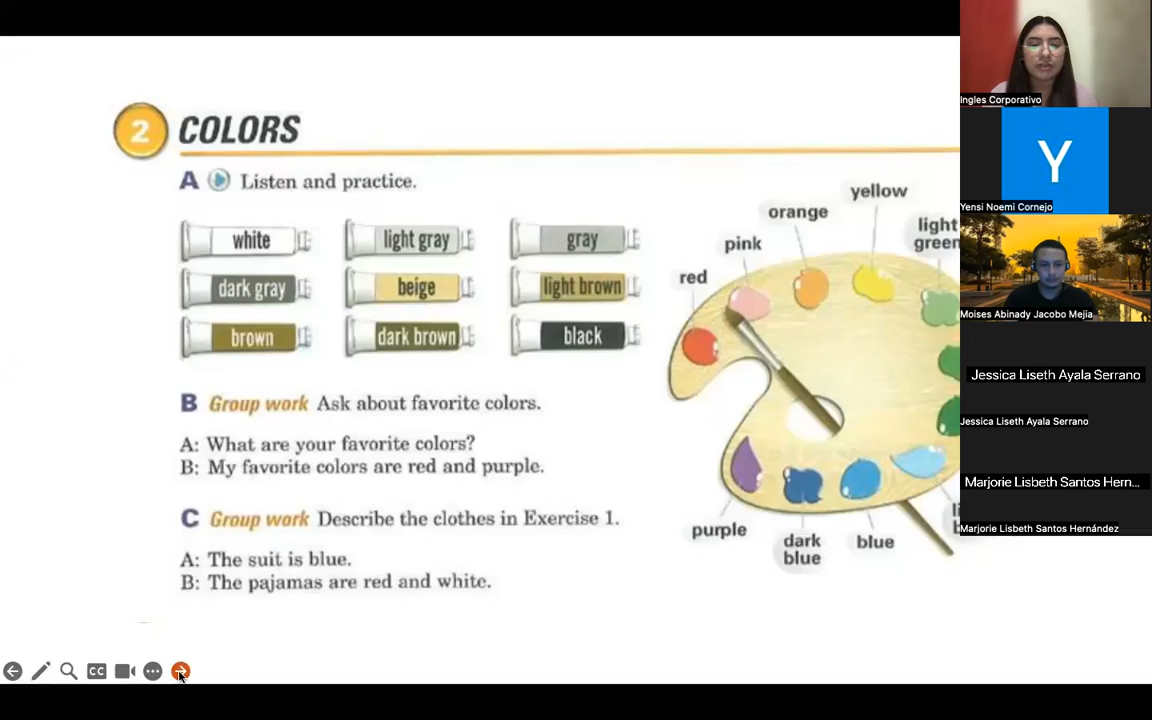 2 COLORS
A Listen and practice.
white light gray gray
dark gray beige light brown
brown dark brown black
red
pink
orange
yellow
light
green
purple
dark
blue
blue
B Group work Ask about favorite colors.
A: What are your favorite colors?
B: My favorite colors are red and purple.
C Group work Describe the clothes in Exercise 1.
A: The suit is blue.
B: The pajamas are red and white.
CC
Ingles Corporativo
Y
Yensi Noemi Cornejo
Moises Abinady Jacobo Mejia
Jessica Liseth Ayala Serrano
Jessica Liseth Ayala Serrano
Marjorie Lisbeth Santos Hern...
Marjorie Lisbeth Santos Hernández